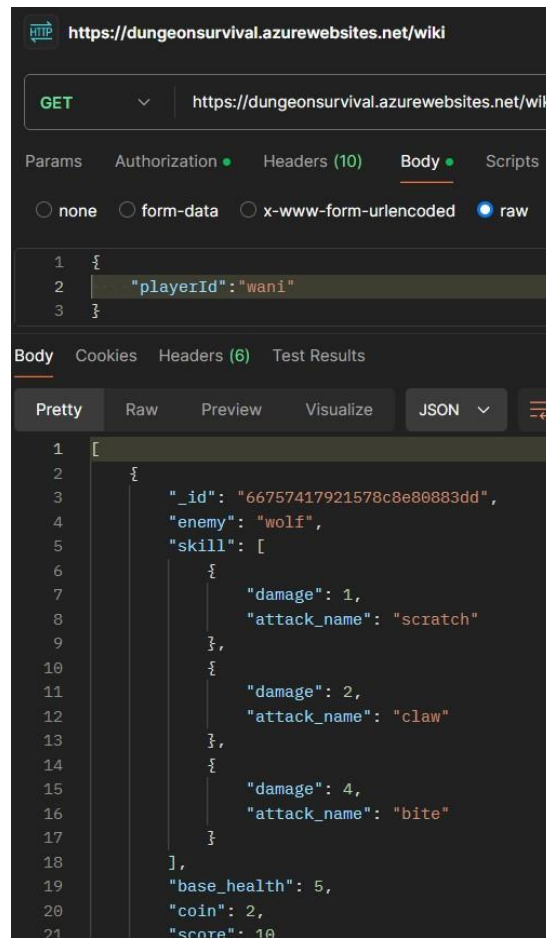 HTTP https://dungeonsurvival.azurewebsites.net/wiki
GET https://dungeonsurvival.azurewebsites.net/wik
Params Authorization Headers (10) Body Scripts
none form-data x-www-form-urlencoded raw
1 {
2 "playerId":"wani"
3 }
Body Cookies Headers (6) Test Results
Pretty Raw Preview Visualize JSON
1 [
2 {
3 "_id": "66757417921578c8e80883dd",
4 "enemy": "wolf",
5 "skill": [
6 {
7 "damage": 1,
8 "attack_name": "scratch"
9 },
10 {
11 "damage": 2,
12 "attack_name": "claw"
13 },
14 {
15 "damage": 4,
16 "attack_name": "bite"
17 }
18 ],
19 "base_health": 5,
20 "coin": 2,
21 "score": 10,